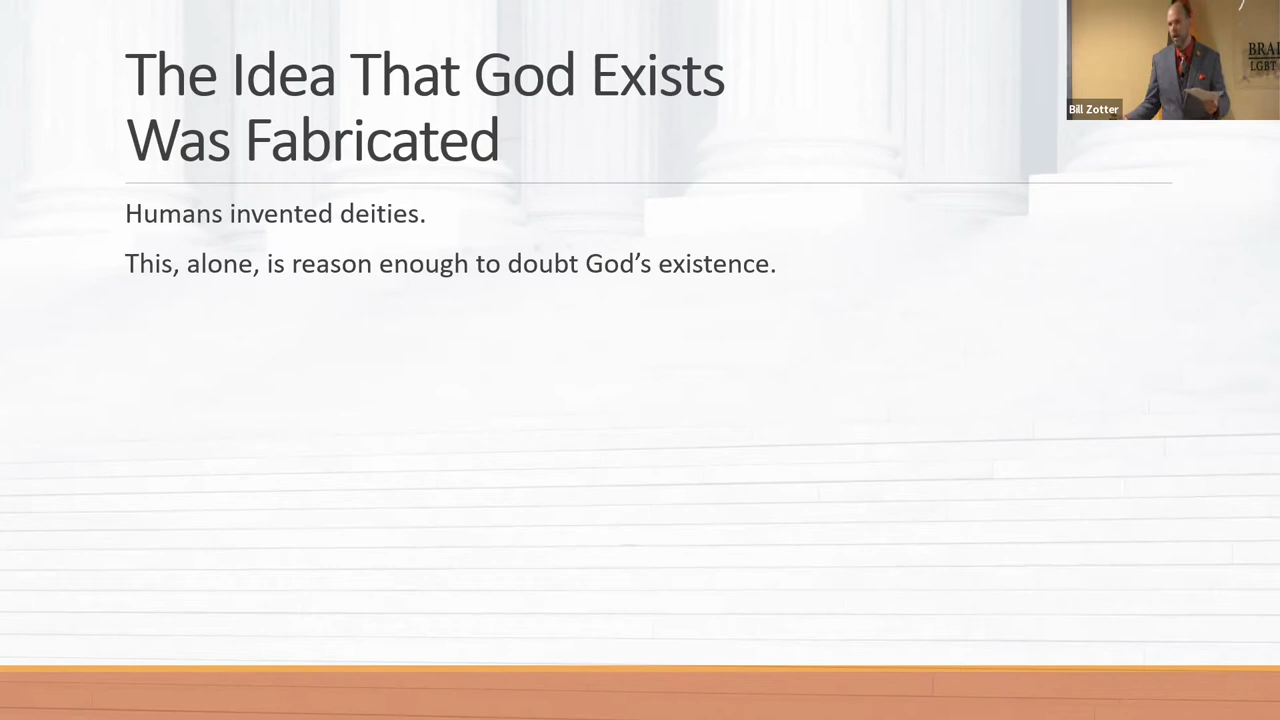 The Idea That God Exists
Was Fabricated
Humans invented deities.
This, alone, is reason enough to doubt God’s existence.
Bill Zotter
LGBT